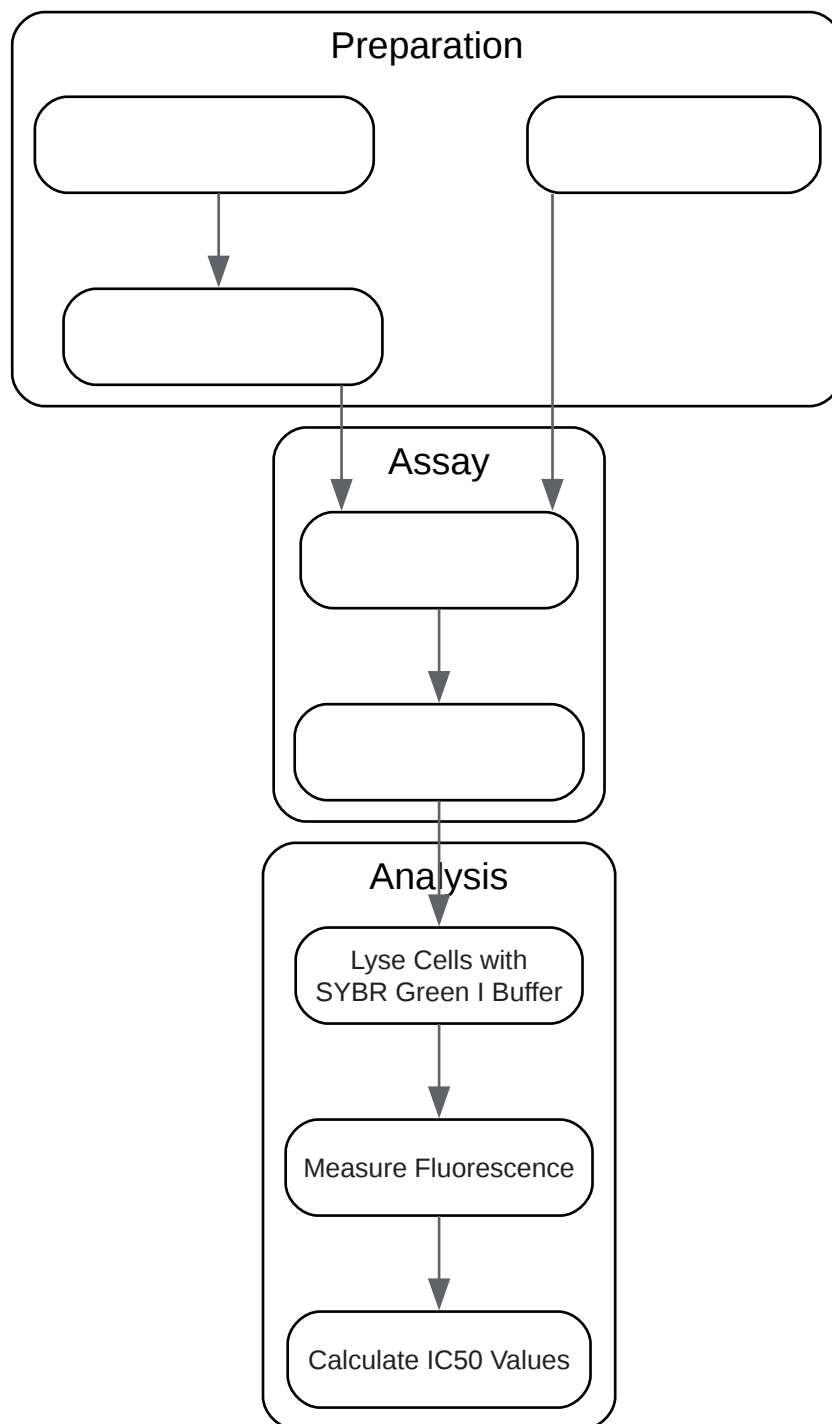 Preparation
Assay
Analysis
Lyse Cells with
SYBR Green I Buffer
Measure Fluorescence
Calculate IC50 Values